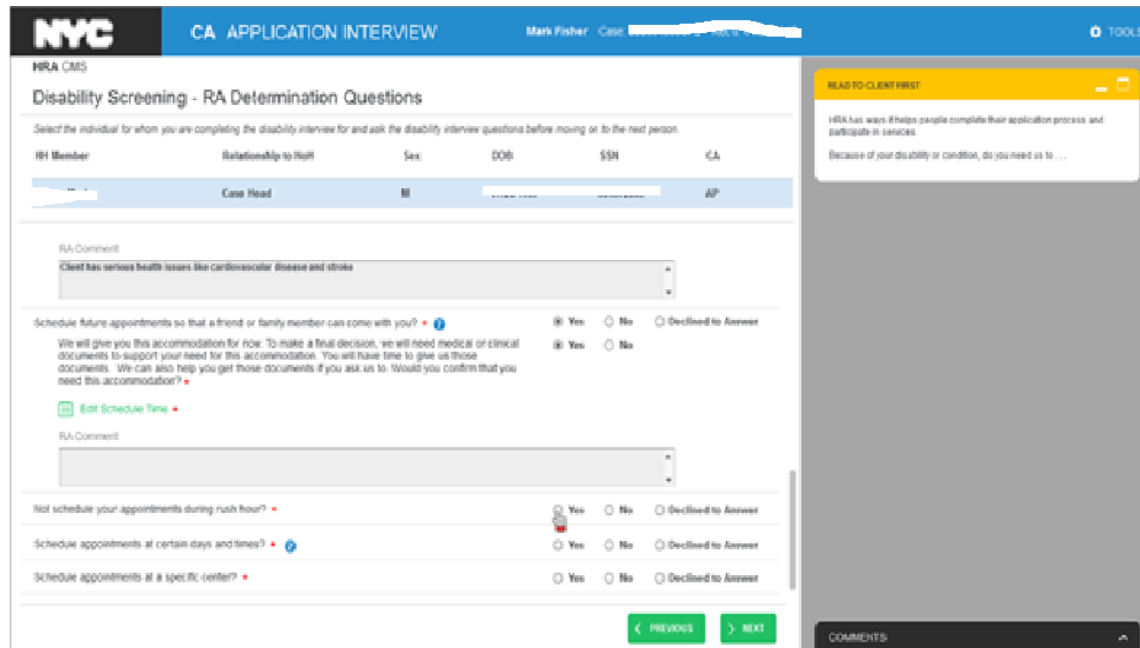 NYC
CA APPLICATION INTERVIEW
Mark Fisher Case
TOOLS
HRA CMS
Disability Screening - RA Determination Questions
Select the individual for whom you are completing the disability interview for and ask the disability interview questions before moving on to the next person.
HH Member Relationship to HoH Sex DOB SSN CA
Case Head M AP
RA Comment
Client has serious health issues like cardiovascular disease and stroke
Schedule future appointments so that a friend or family member can come with you? * Yes No Declined to Answer
We will give you this accommodation for now. To make a final decision, we will need medical or clinical Yes No
documents to support your need for this accommodation. You will have time to give us those
documents. We can also help you get those documents if you ask us to. Would you confirm that you
need this accommodation? *
Edit Schedule Time *
RA Comment
Not schedule your appointments during rush hour? * Yes No Declined to Answer
Schedule appointments at certain days and times? * Yes No Declined to Answer
Schedule appointments at a specific center? * Yes No Declined to Answer
PREVIOUS NEXT
READ TO CLIENT FIRST
HRA has ways it helps people complete their application process and
participate in services.
Because of your disability or condition, do you need us to ...
COMMENTS